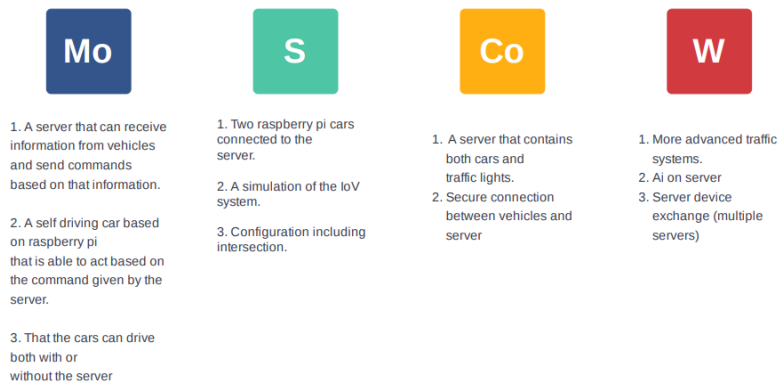 Mo
1. A server that can receive
information from vehicles
and send commands
based on that information.
2. A self driving car based
on raspberry pi
that is able to act based on
the command given by the
server.
3. That the cars can drive
both with or
without the server
S
1. Two raspberry pi cars
connected to the
server.
2. A simulation of the IoV
system.
3. Configuration including
intersection.
Co
1. A server that contains
both cars and
traffic lights.
2. Secure connection
between vehicles and
server
W
1. More advanced traffic
systems.
2. Ai on server
3. Server device
exchange (multiple
servers)